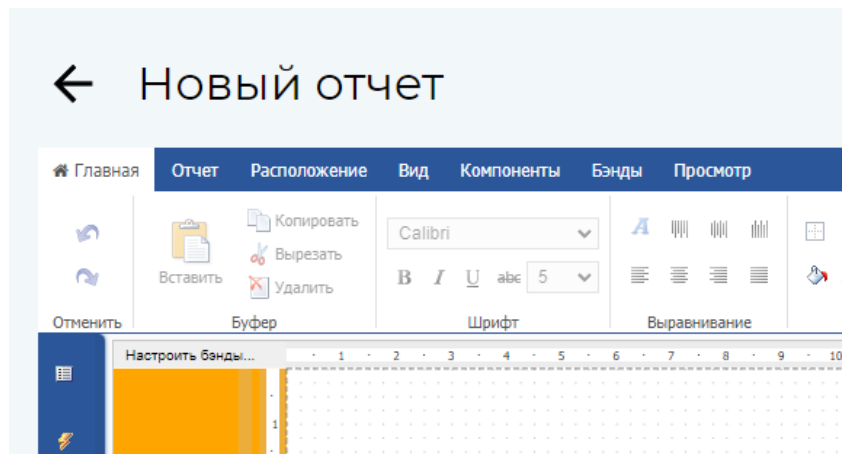 Новый отчет
Главная Отчет Расположение Вид Компоненты Бэнды Просмотр
Копировать
Вырезать
Удалить
Вставить
Calibri
B I U abc 5
Отменить Буфер Шрифт Выравнивание
Настроить бэнды... 1 2 3 4 5 6 7 8 9 10
1